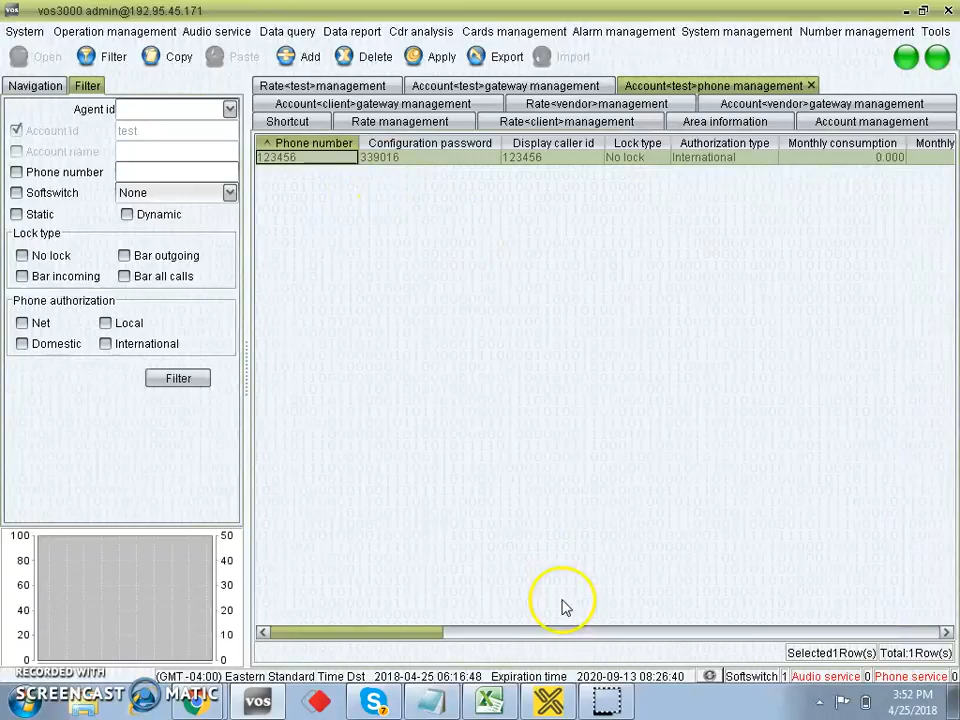 vos vos3000 admin@192.95.45.171
System Operation management Audio service Data query Data report Cdr analysis Cards management Alarm management System management Number management Tools
Open Filter Copy Paste Add Delete Apply Export Import
Navigation Filter
Rate<test>management Account<test>gateway management Account<test>phone management
Account<client>gateway management Rate<vendor>management Account<vendor>gateway management
Shortcut Rate management Rate<client>management Area information Account management
Agent id
Account id test
Account name
Phone number
Softswitch None
Static Dynamic
Lock type
No lock Bar outgoing
Bar incoming Bar all calls
Phone authorization
Net Local
Domestic International
Filter
Phone number Configuration password Display caller id Lock type Authorization type Monthly consumption Monthly
123456 339016 123456 No lock International 0.000
100 50
80 40
60 30
40 20
20 10
0 0
Selected1Row(s) Total:1Row(s)
(GMT -04:00) Eastern Standard Time Dst 2018-04-25 06:16:48 Expiration time 2020-09-13 08:26:40 Softswitch 1 Audio service 0 Phone service 0
RECORDED WITH
SCREENCAST MATIC
vos
7
3:52 PM
4/25/2018